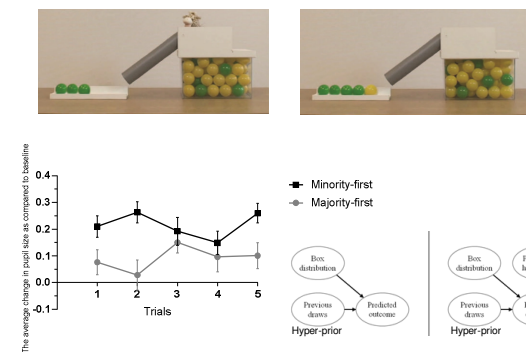 The average change in pupil size as compared to baseline
0.4
0.3
0.2
0.1
0.0
-0.1
1 2 3 4 5
Trials
Minority-first
Majority-first
Box
distribution
Previous
draws
Predicted
outcome
Hyper-prior
Box
distribution
Previous
draws
Hyper-prior